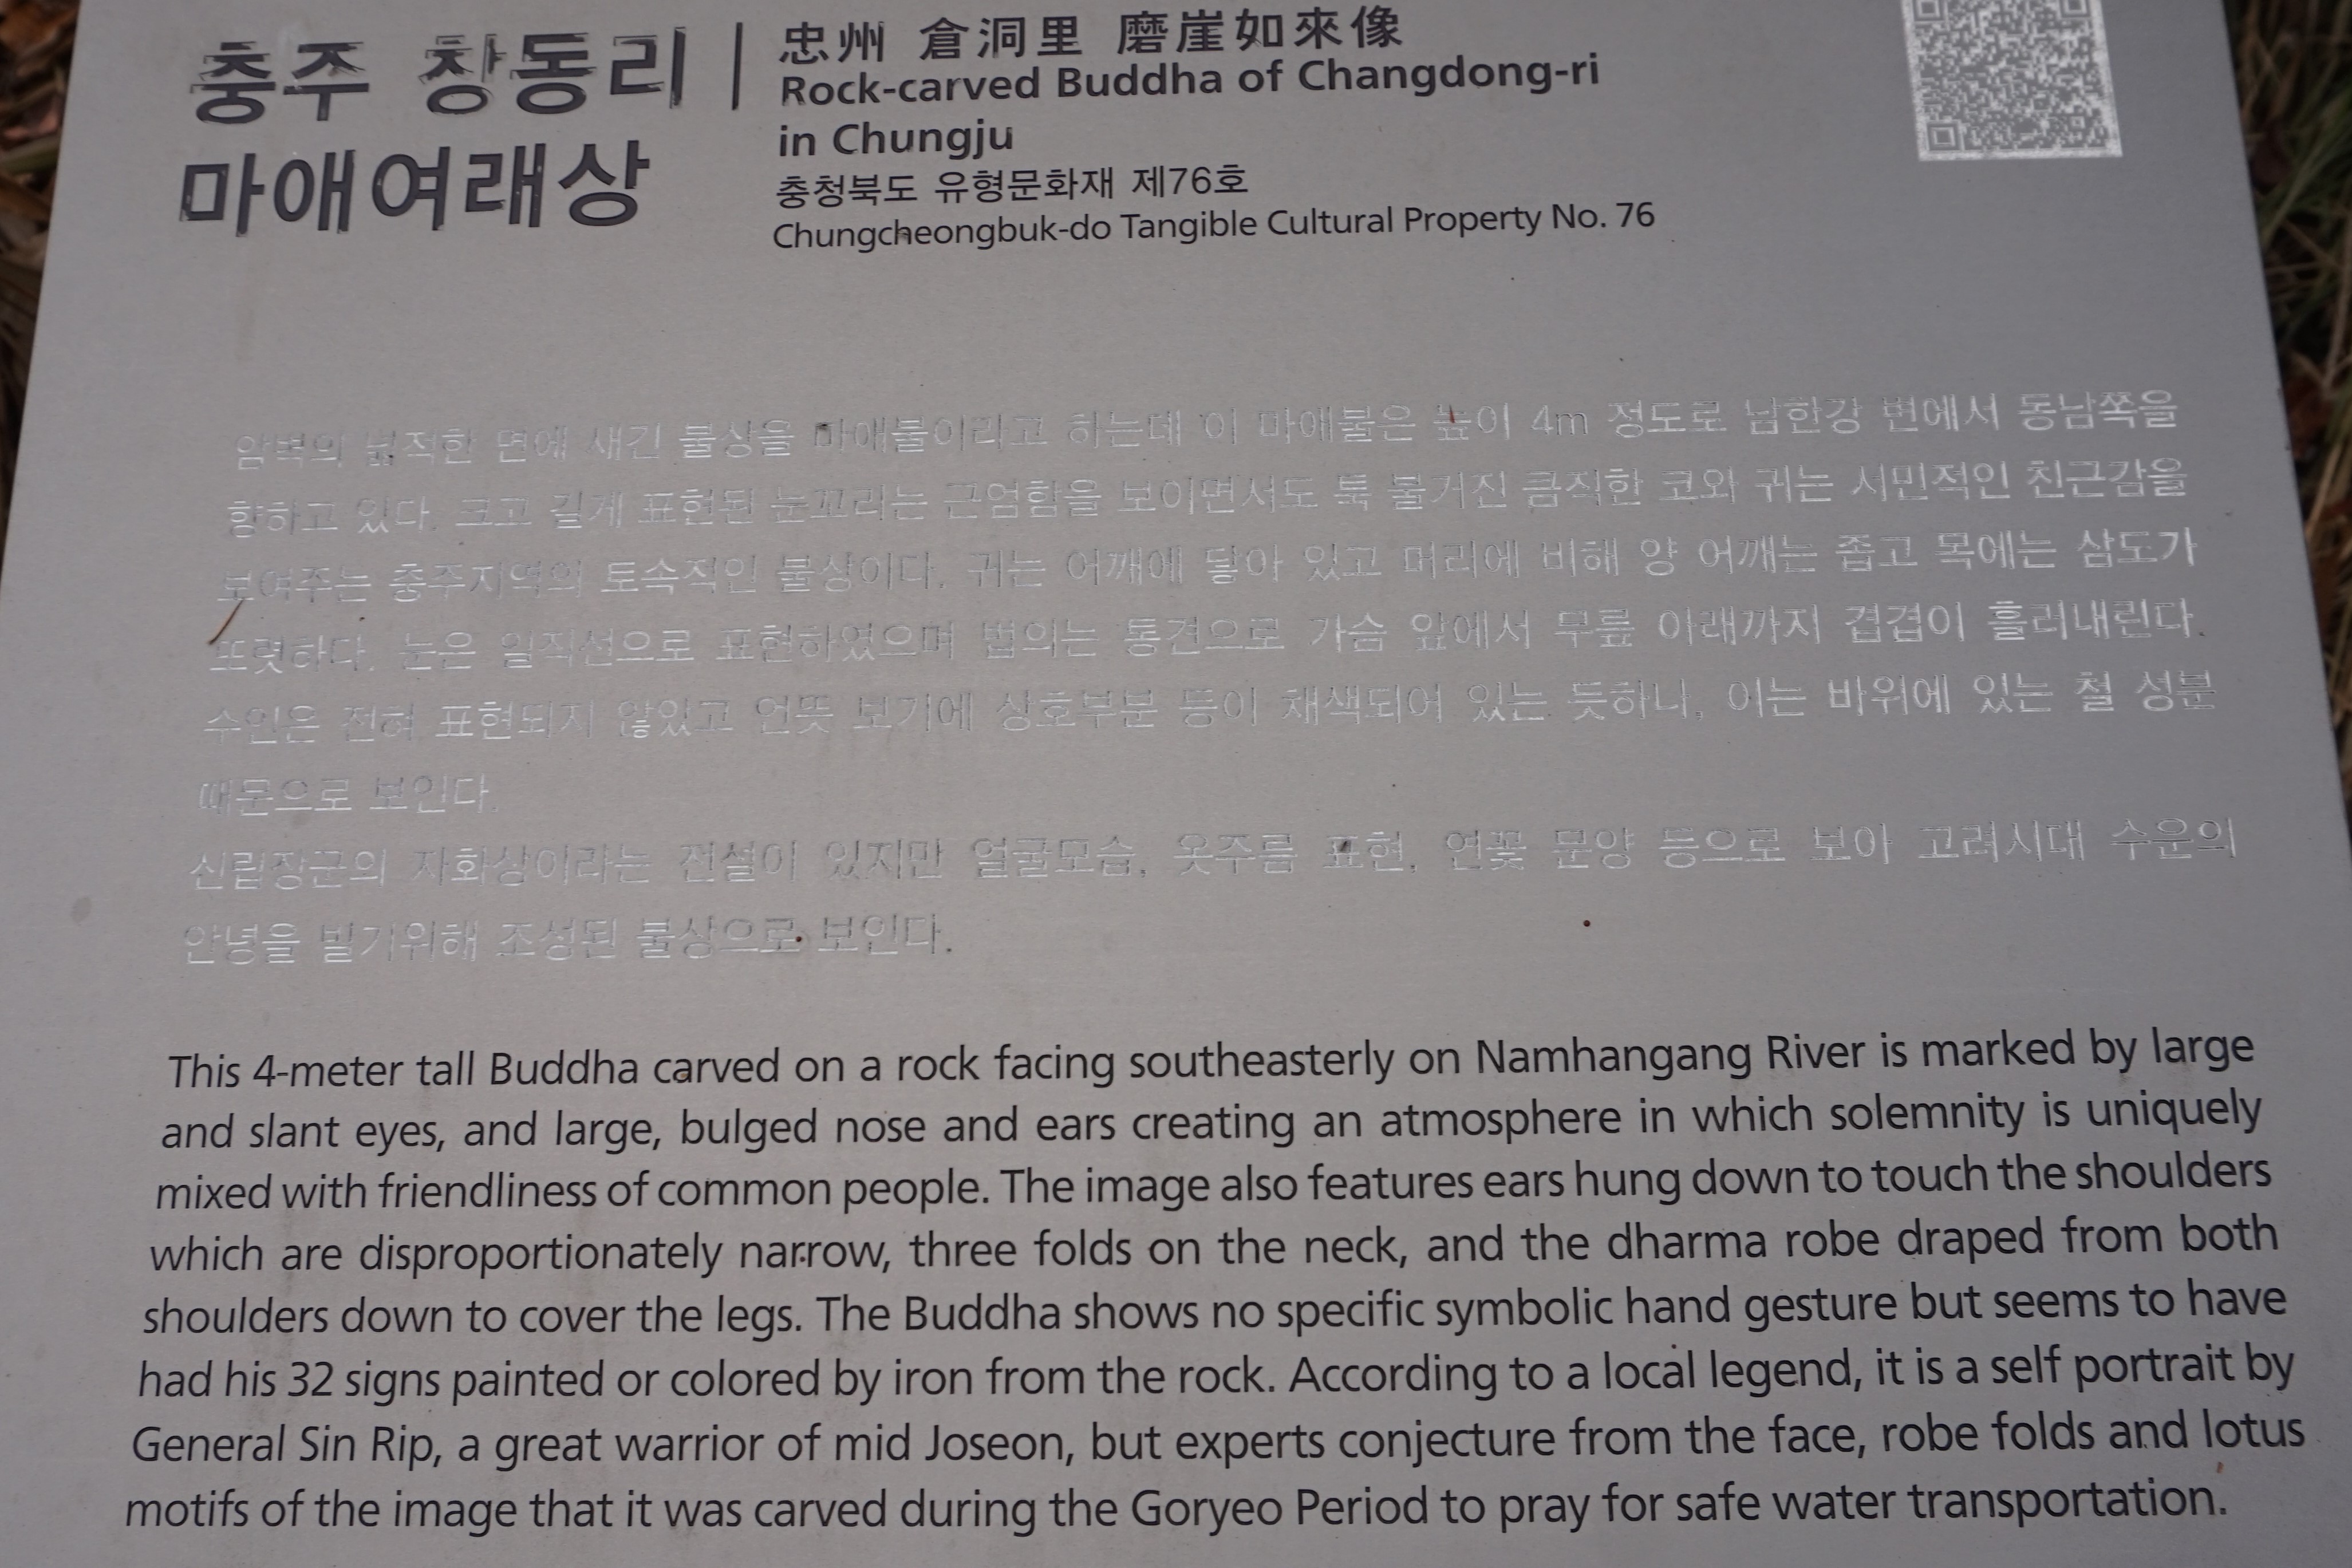 충주 창동리
마애여래상
忠州 倉洞里 磨崖如來像
Rock-carved Buddha of Changdong-ri
in Chungju
충청북도 유형문화재 제76호
Chungcheongbuk-do Tangible Cultural Property No. 76
암벽의 넓적한 면에 새긴 불상을 마애불이라고 하는데 이 마애불은 높이 4m 정도로 남한강 변에서 동남쪽을
향하고 있다. 크고 길게 표현된 눈꼬리는 근엄함을 보이면서도 툭 불거진 큼직한 코와 귀는 서민적인 친근감을
보여주는 충주지역의 토속적인 불상이다. 귀는 어깨에 닿아 있고 머리에 비해 양 어깨는 좁고 목에는 삼도가
또렷하다. 눈은 일직선으로 표현하였으며 법의는 통견으로 가슴 앞에서 무릎 아래까지 겹겹이 흘러내린다.
수인은 전혀 표현되지 않았고 언뜻 보기에 상호부분 등이 채색되어 있는 듯하나, 이는 바위에 있는 철 성분
때문으로 보인다.
신립장군의 자화상이라는 전설이 있지만 얼굴모습, 옷주름 표현, 연꽃 문양 등으로 보아 고려시대 수운의
안녕을 빌기위해 조성된 불상으로 보인다.
This 4-meter tall Buddha carved on a rock facing southeasterly on Namhangang River is marked by large
and slant eyes, and large, bulged nose and ears creating an atmosphere in which solemnity is uniquely
mixed with friendliness of common people. The image also features ears hung down to touch the shoulders
which are disproportionately narrow, three folds on the neck, and the dharma robe draped from both
shoulders down to cover the legs. The Buddha shows no specific symbolic hand gesture but seems to have
had his 32 signs painted or colored by iron from the rock. According to a local legend, it is a self portrait by
General Sin Rip, a great warrior of mid Joseon, but experts conjecture from the face, robe folds and lotus
motifs of the image that it was carved during the Goryeo Period to pray for safe water transportation.